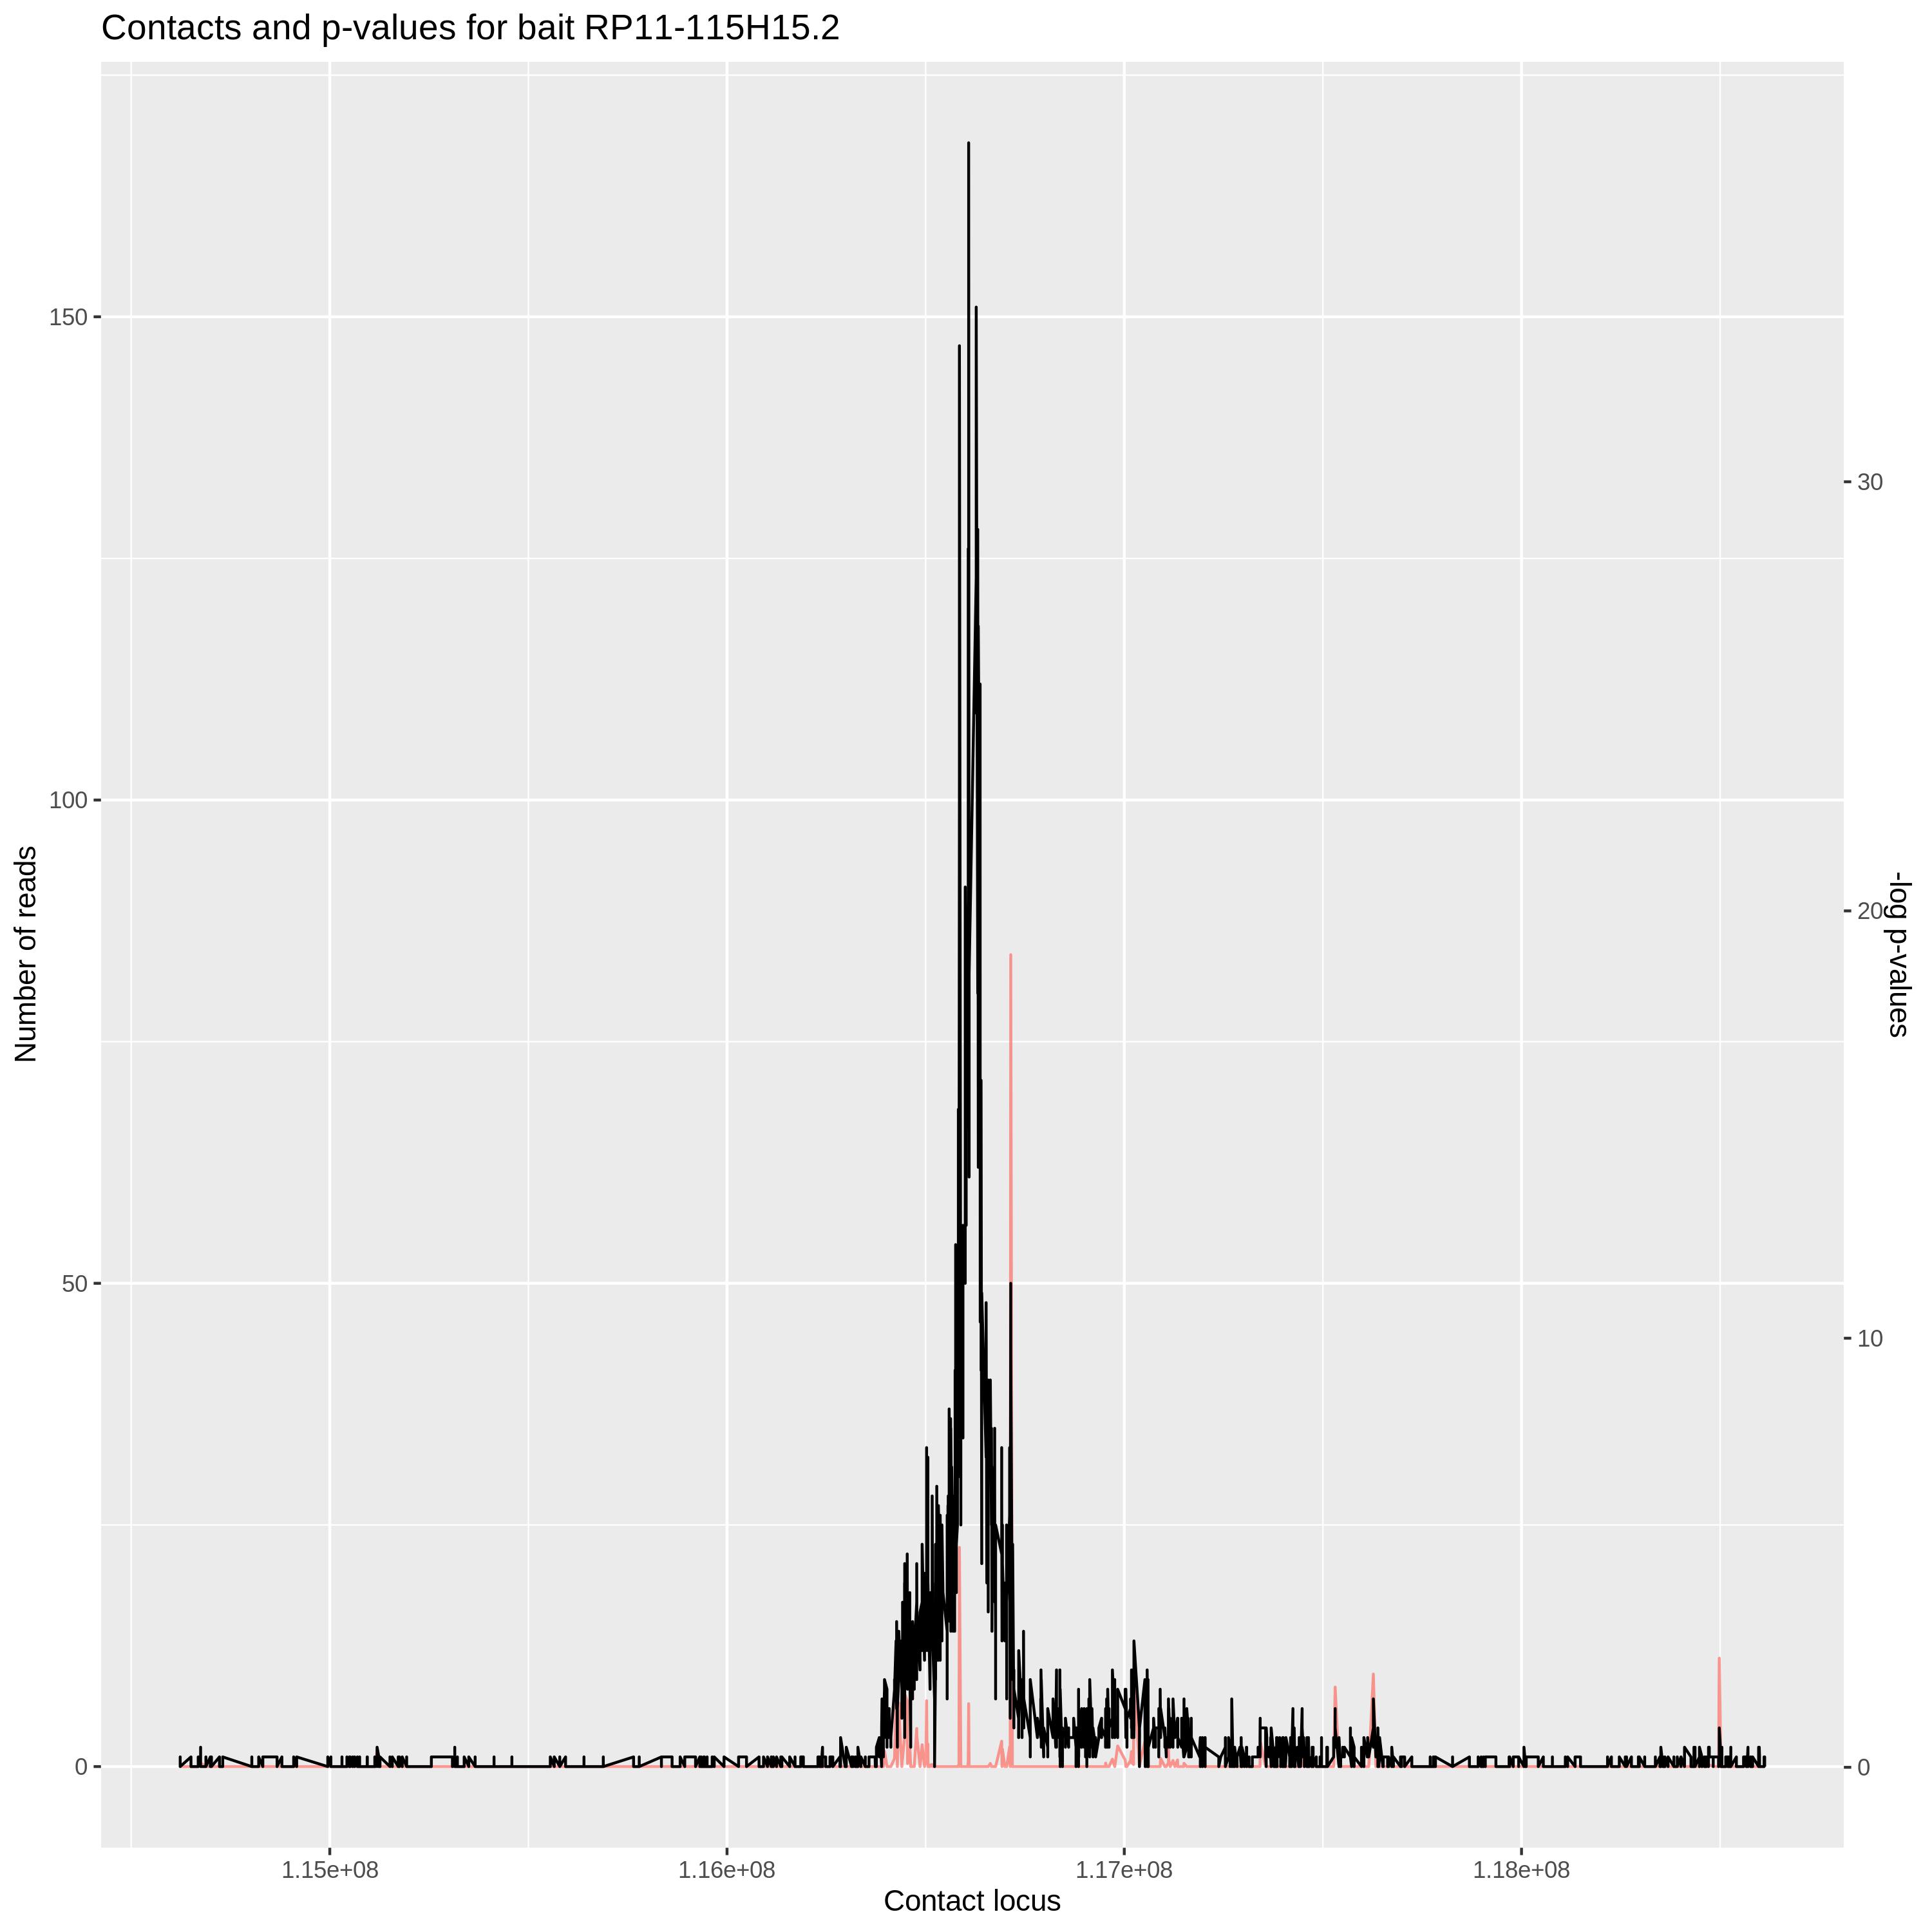 Contacts and p-values for bait RP11-115H15.2
150
100
50
0
Number of reads
30
20
10
0
-log p-values
1.15e+08
1.16e+08
1.17e+08
1.18e+08
Contact locus